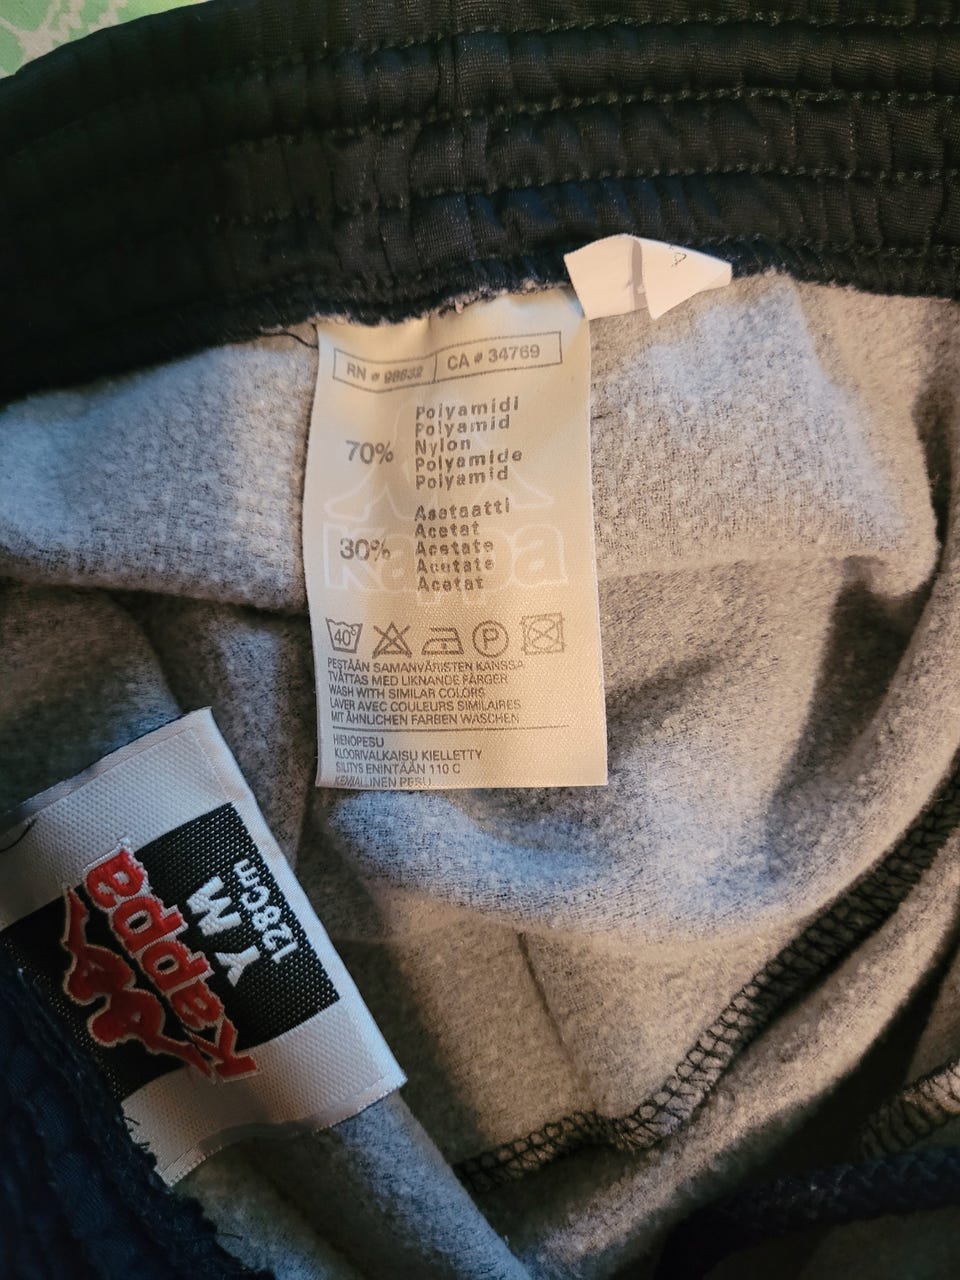 RN # 98632 CA # 34769
70%
Polyamidi
Polyamid
Nylon
Polyamide
Polyamid
30%
Asetaatti
Acetat
Acetate
Acetate
Acetat
Kappa
40°
P
PESTÄÄN SAMANVÄRISTEN KANSSA
TVÄTTAS MED LIKNANDE FÄRGER
WASH WITH SIMILAR COLORS
LAVER AVEC COULEURS SIMILAIRES
MIT ÄHNLICHEN FARBEN WASCHEN
HIENOPESU
KLOORIVALKAISU KIELLETTY
SILITYS ENINTÄÄN 110 C
KEMIALLINEN PESU
Kappa
Y M
128cm